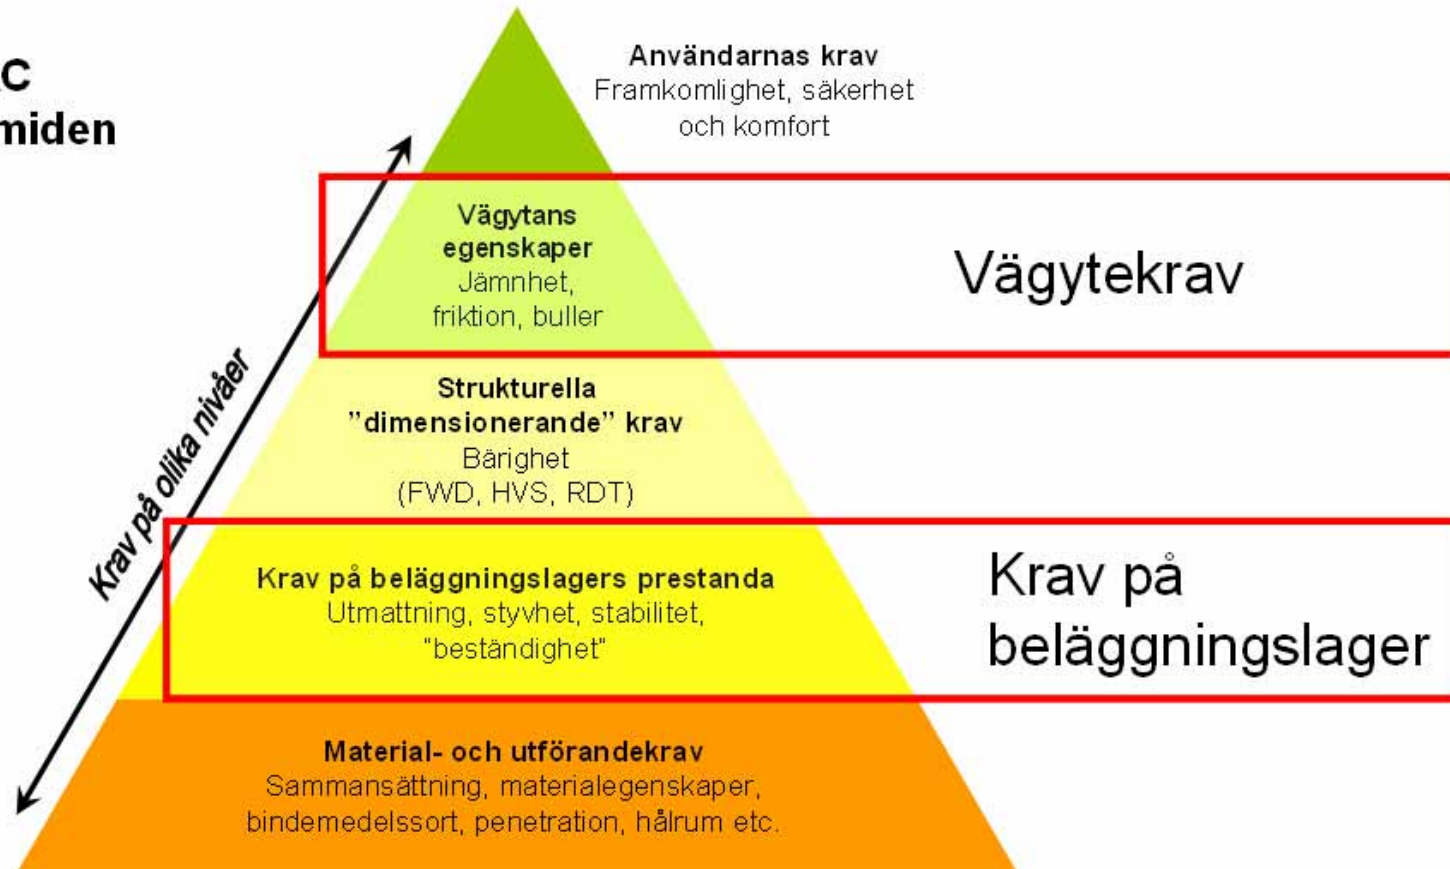 Användarnas krav
Framkomlighet, säkerhet
och komfort
Vägytans
egenskaper
Jämnhet,
friktion, buller
Vägytekrav
Strukturella
”dimensionerande” krav
Bärighet
(FWD, HVS, RDT)
Krav på olika nivåer
Krav på beläggningslagers prestanda
Utmattning, styvhet, stabilitet,
"beständighet"
Krav på
beläggningslager
Material- och utförandekrav
Sammansättning, materialegenskaper,
bindemedelssort, penetration, hålrum etc.